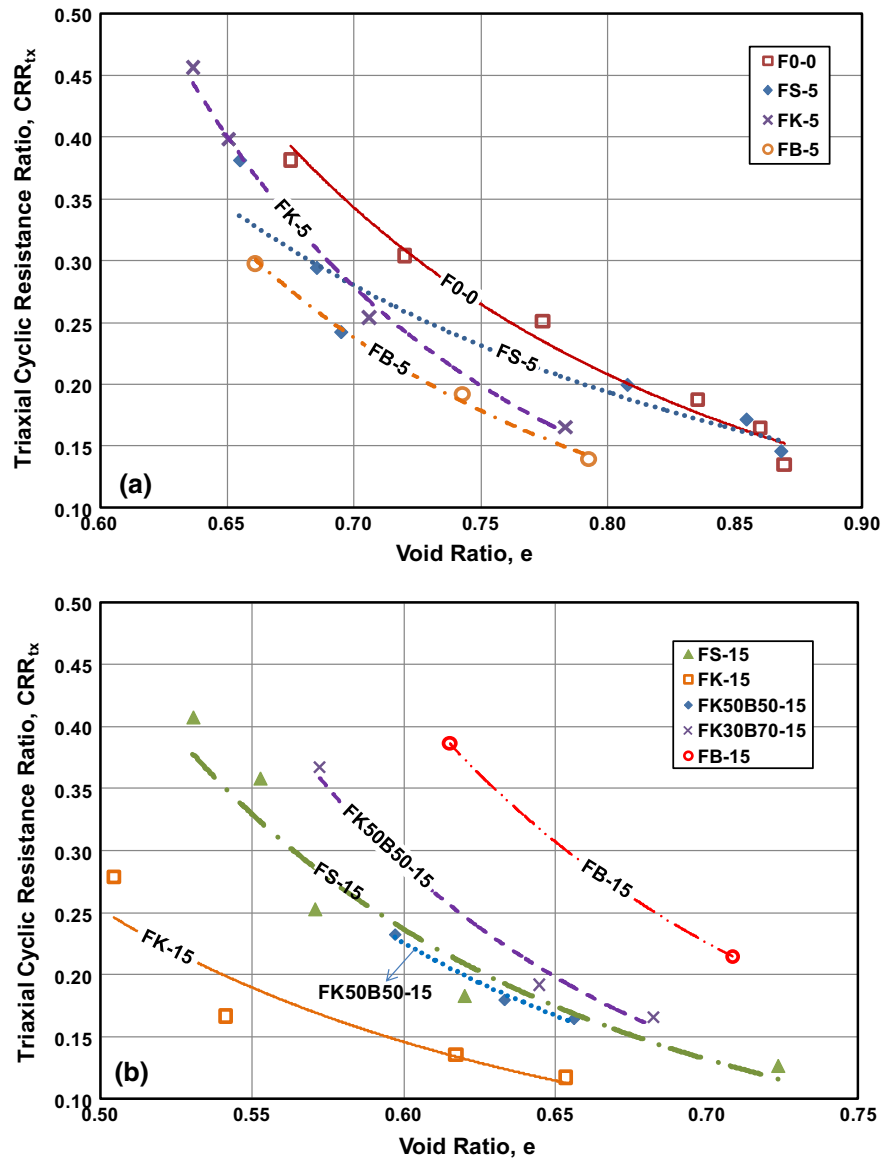 0.50
0.45
0.40
0.35
0.30
0.25
0.20
0.15
0.10
Triaxial Cyclic Resistance Ratio, CRRtx
F0-0
FS-5
FK-5
FB-5
FK-5
F0-0
FS-5
FB-5
(a)
0.60 0.65 0.70 0.75 0.80 0.85 0.90
Void Ratio, e
0.50
0.45
0.40
0.35
0.30
0.25
0.20
0.15
0.10
Triaxial Cyclic Resistance Ratio, CRRtx
FS-15
FK-15
FK50B50-15
FK30B70-15
FB-15
FK50B50-15
FS-15
FB-15
FK-15
FK50B50-15
(b)
0.50 0.55 0.60 0.65 0.70 0.75
Void Ratio, e